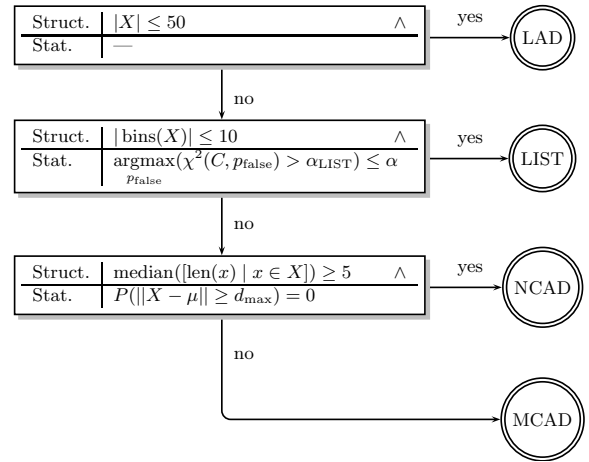 Struct. |X| ≤ 50 ∧
Stat. —
yes
LAD
no
Struct. | bins(X)| ≤ 10 ∧
Stat. argmax(χ²(C, p_false) > α_LIST) ≤ α
p_false
yes
LIST
no
Struct. median([len(x) | x ∈ X]) ≥ 5 ∧
Stat. P(||X − μ|| ≥ d_max) = 0
yes
NCAD
no
MCAD